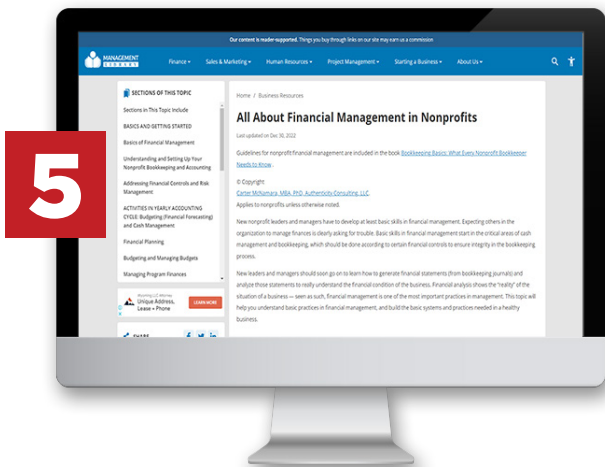 Our content is reader-supported. Things you buy through links on our site may earn us a commission
MANAGEMENT
Finance
Sales & Marketing
Human Resources
Project Management
Starting a Business
About Us
5
SECTIONS OF THIS TOPIC
Sections in This Topic Include
BASICS AND GETTING STARTED
Basics of Financial Management
Understanding and Setting Up Your
Nonprofit Bookkeeping and Accounting
Addressing Financial Controls and Risk
Management
ACTIVITIES IN YEARLY ACCOUNTING
CYCLE: Budgeting (Financial Forecasting)
and Cash Management
Financial Planning
Budgeting and Managing Budgets
Managing Program Finances
Wyoming LLC Attorney
Unique Address,
Lease + Phone
LEARN MORE
SHARE
Home / Business Resources
All About Financial Management in Nonprofits
Last updated on Dec 30, 2022
Guidelines for nonprofit financial management are included in the book Bookkeeping Basics: What Every Nonprofit Bookkeeper
Needs to Know .
© Copyright
Carter McNamara, MBA, PhD, Authenticity Consulting, LLC.
Applies to nonprofits unless otherwise noted.
New nonprofit leaders and managers have to develop at least basic skills in financial management. Expecting others in the
organization to manage finances is clearly asking for trouble. Basic skills in financial management start in the critical areas of cash
management and bookkeeping, which should be done according to certain financial controls to ensure integrity in the bookkeeping
process.
New leaders and managers should soon go on to learn how to generate financial statements (from bookkeeping journals) and
analyze those statements to really understand the financial condition of the business. Financial analysis shows the "reality" of the
situation of a business — seen as such, financial management is one of the most important practices in management. This topic will
help you understand basic practices in financial management, and build the basic systems and practices needed in a healthy
business.